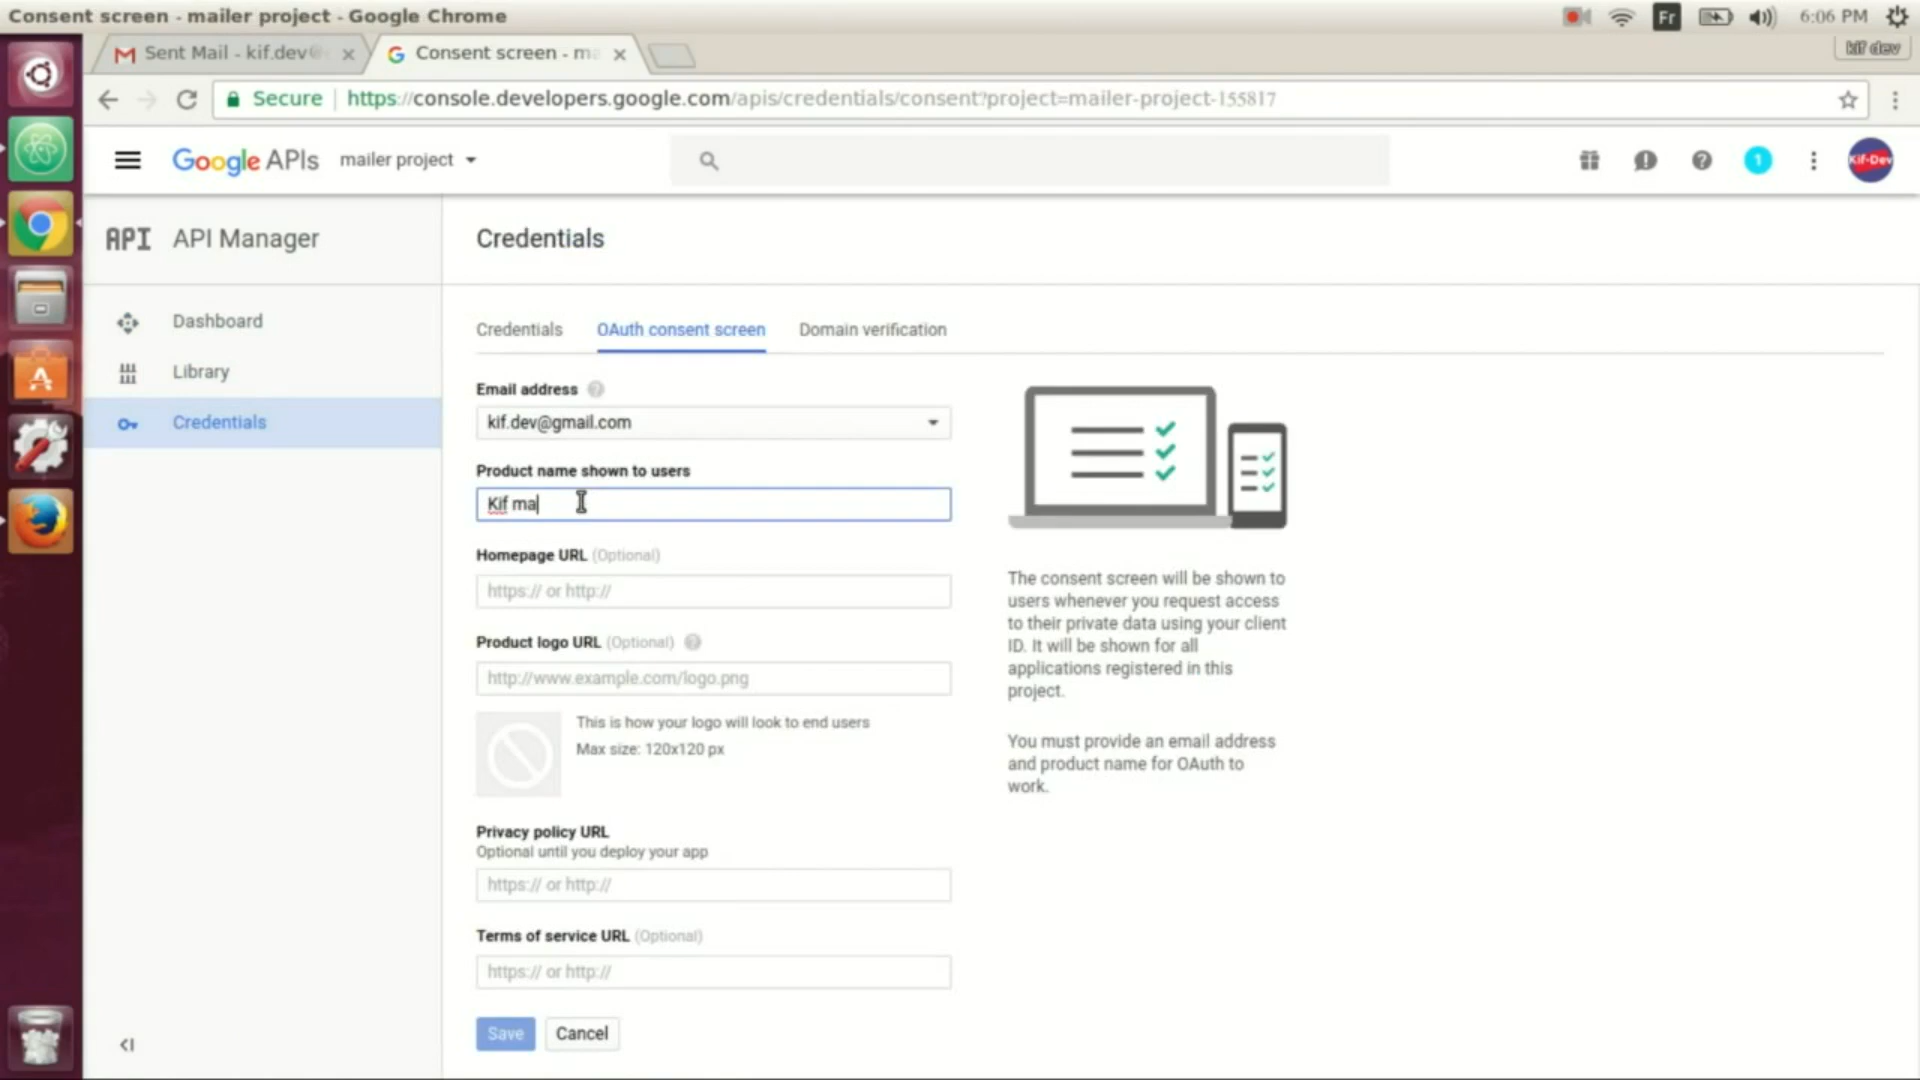 Consent screen - mailer project - Google Chrome
Fr
6:06 PM
Sent Mail - kif.dev@
Consent screen - ma
kif dev
Secure
https://console.developers.google.com/apis/credentials/consent?project=mailer-project-155817
Google APIs
mailer project
1
Kif-Dev
API
API Manager
Credentials
Dashboard
Library
Credentials
Credentials
OAuth consent screen
Domain verification
Email address
kif.dev@gmail.com
Product name shown to users
Kif ma
Homepage URL (Optional)
https:// or http://
Product logo URL (Optional)
http://www.example.com/logo.png
This is how your logo will look to end users
Max size: 120x120 px
Privacy policy URL
Optional until you deploy your app
https:// or http://
Terms of service URL (Optional)
https:// or http://
Save
Cancel
The consent screen will be shown to
users whenever you request access
to their private data using your client
ID. It will be shown for all
applications registered in this
project.
You must provide an email address
and product name for OAuth to
work.